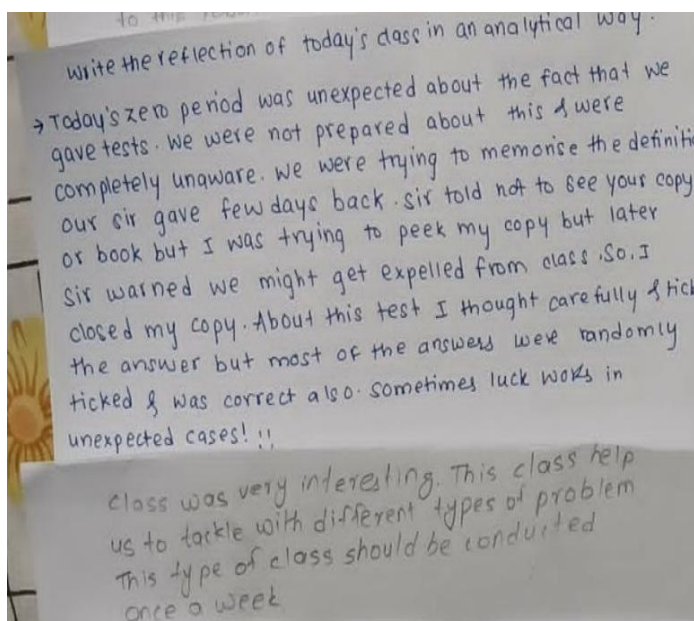 to this
write the reflection of today's class in an analytical way.
→ Today's zero period was unexpected about the fact that we
gave tests. we were not prepared about this & were
completely unaware. we were trying to memorise the definitio
our sir gave few days back. sir told not to see your copy
or book but I was trying to peek my copy but later
sir warned we might get expelled from class. So, I
closed my copy. About this test I thought carefully & tick
the answer but most of the answers were randomly
ticked & was correct also. sometimes luck works in
unexpected cases! !!
class was very interesting. This class help
us to tackle with different types of problem
This type of class should be conducted
once a week